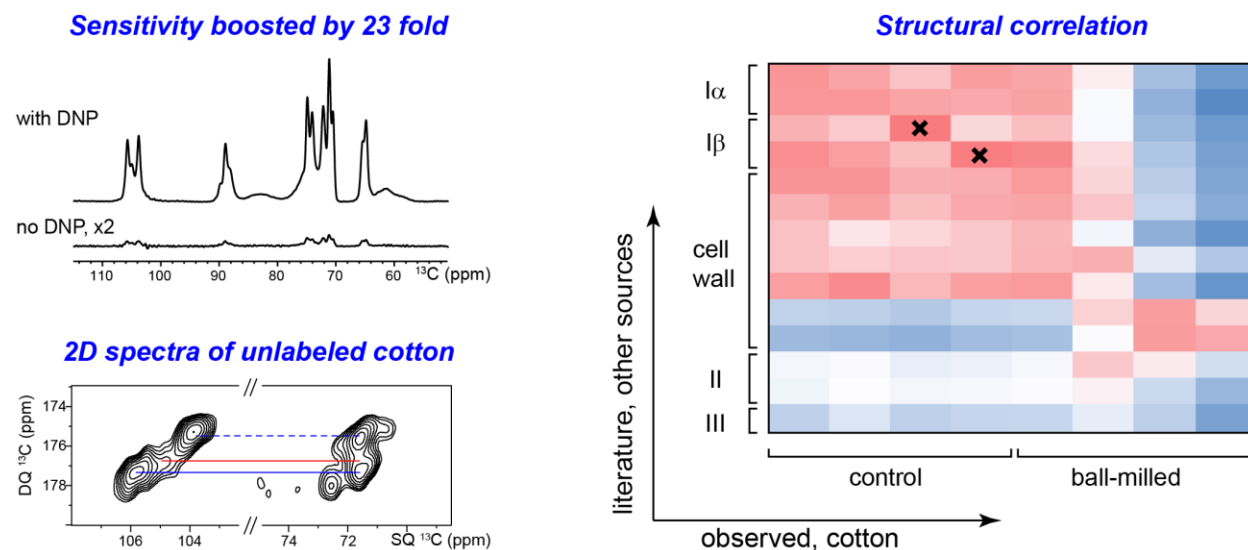 Sensitivity boosted by 23 fold
with DNP
no DNP, x2
110 100 90 80 70 60 ¹³C (ppm)
2D spectra of unlabeled cotton
//
174
176
178
DQ ¹³C (ppm)
//
106 104 74 72 SQ ¹³C (ppm)
Structural correlation
Iα
Iβ
cell
wall
II
III
literature, other sources
control ball-milled
observed, cotton